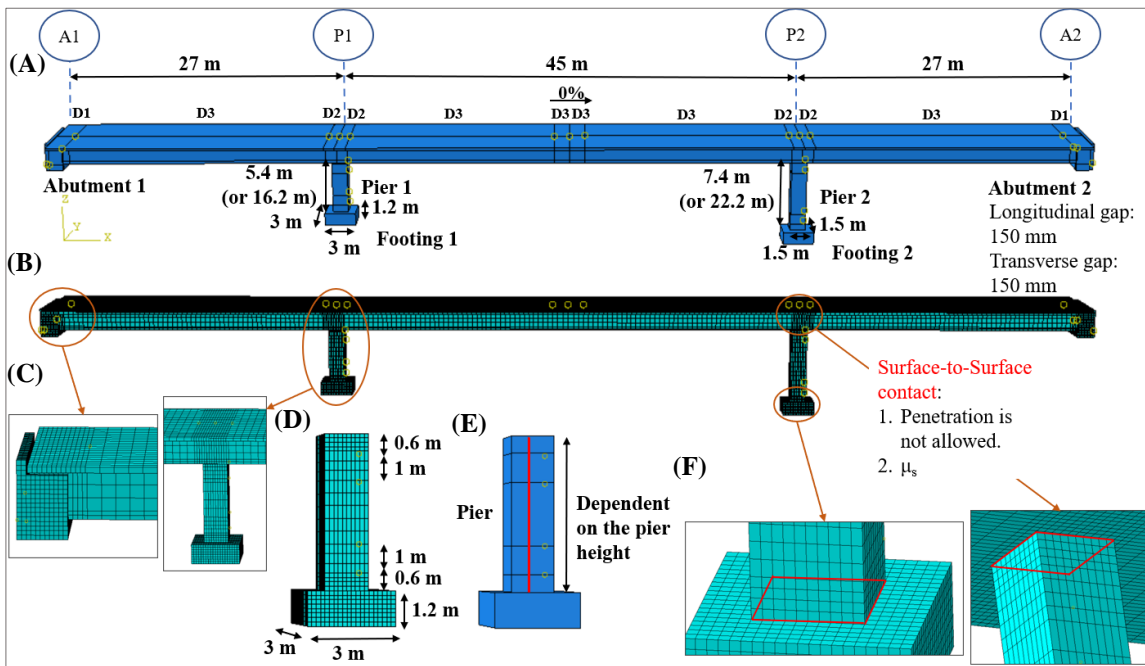 A1
P1
P2
A2
(A)
27 m
45 m
27 m
0%
D1
D3
D2
D2
D3
D3
D3
D3
D2
D2
D3
D1
5.4 m
(or 16.2 m)
Pier 1
1.2 m
3 m
3 m
Footing 1
Abutment 1
Z
Y
X
7.4 m
(or 22.2 m)
Pier 2
1.5 m
1.5 m
Footing 2
Abutment 2
Longitudinal gap:
150 mm
Transverse gap:
150 mm
(B)
Surface-to-Surface
contact:
1. Penetration is
not allowed.
2. μs
(C)
(D)
0.6 m
1 m
1 m
0.6 m
1.2 m
3 m
3 m
(E)
Pier
Dependent
on the pier
height
(F)